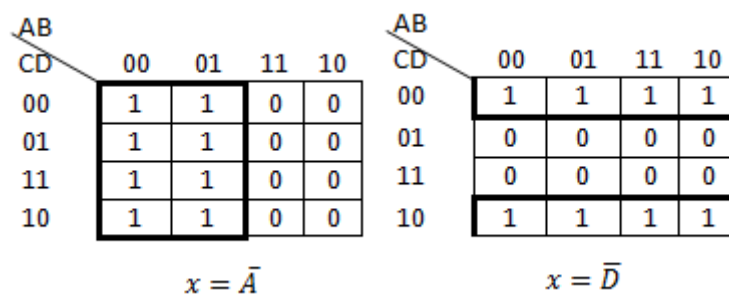 AB AB
CD 00 01 11 10 CD 00 01 11 10
00 1 1 0 0 00 1 1 1 1
01 1 1 0 0 01 0 0 0 0
11 1 1 0 0 11 0 0 0 0
10 1 1 0 0 10 1 1 1 1
x = Ā x = D̅